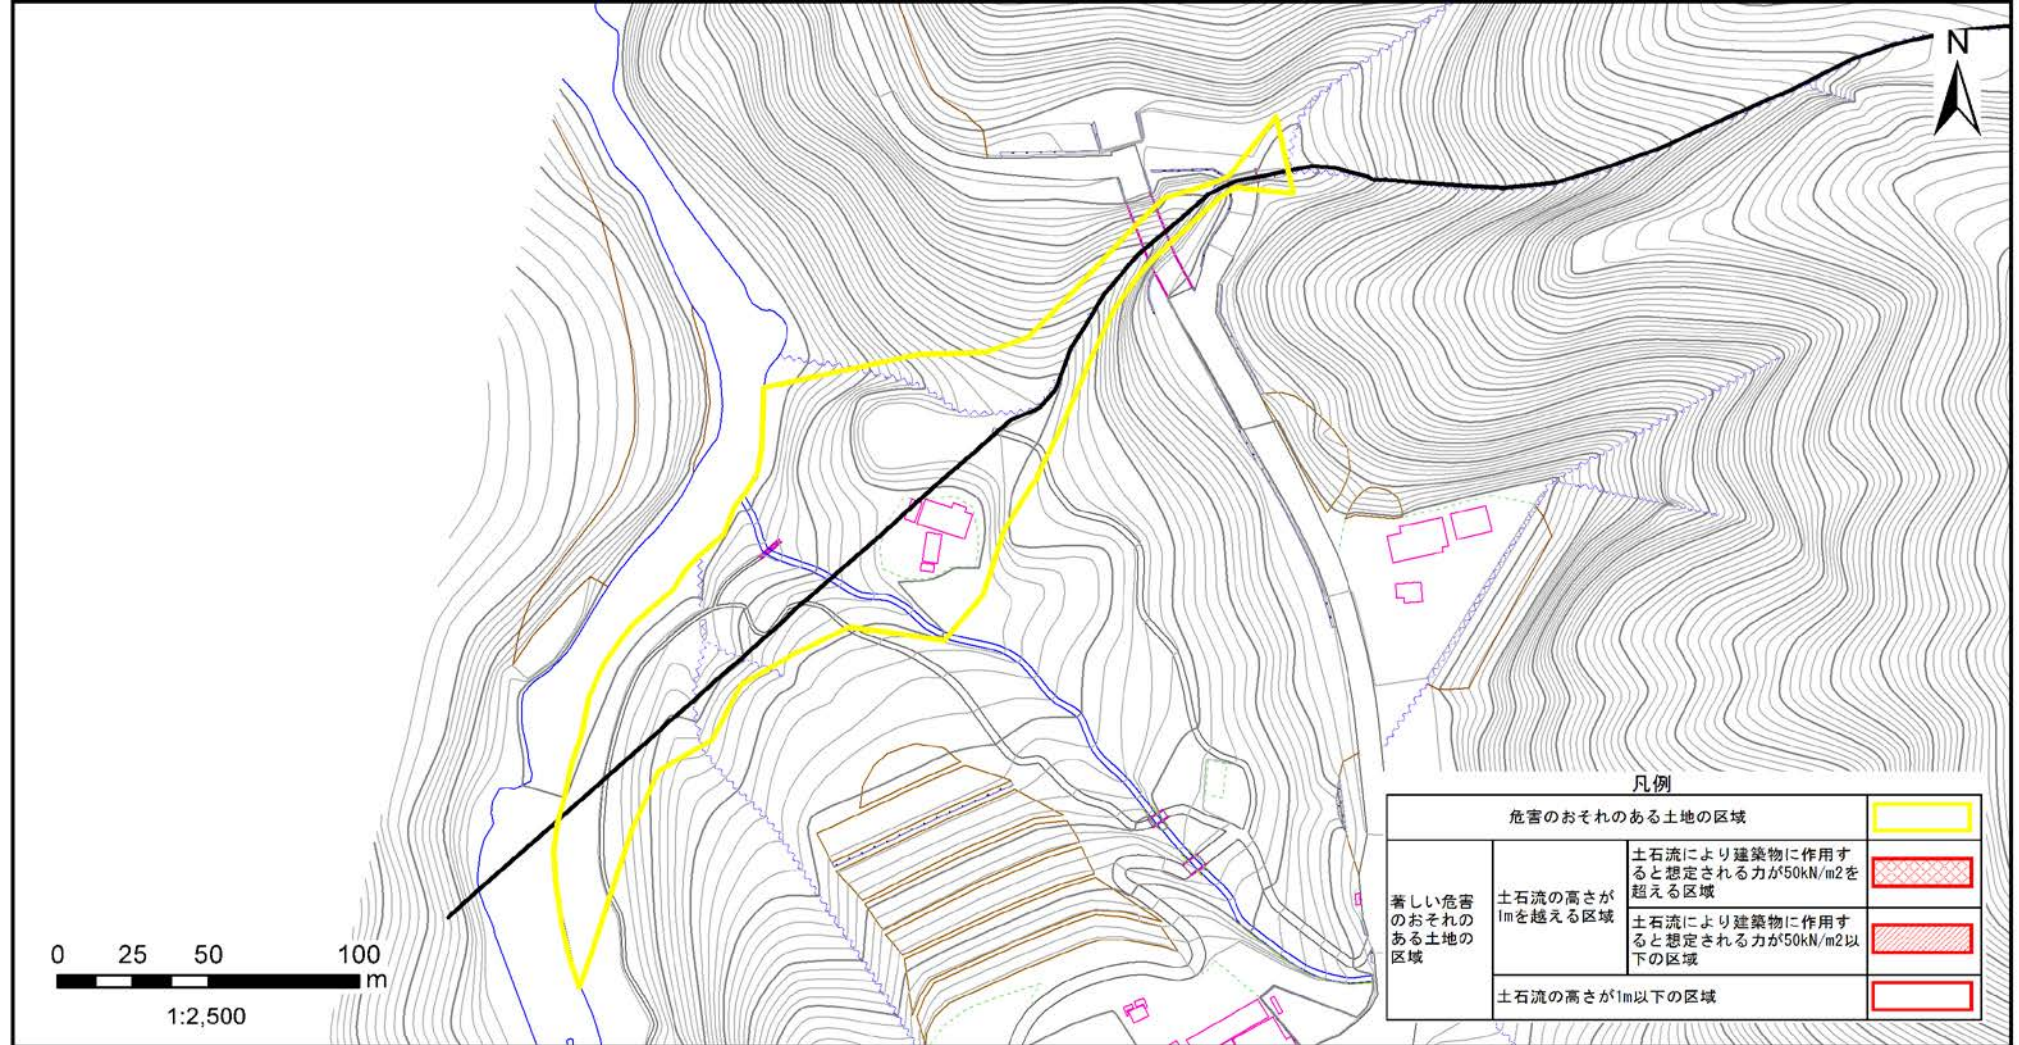 N
凡例
危害のおそれのある土地の区域
著しい危害
のおそれの
ある土地の
区域
土石流の高さが
1mを越える区域
土石流により建築物に作用す
ると想定される力が50kN/m2を
超える区域
土石流により建築物に作用す
ると想定される力が50kN/m2以
下の区域
土石流の高さが1m以下の区域
0 25 50 100
m
1:2,500